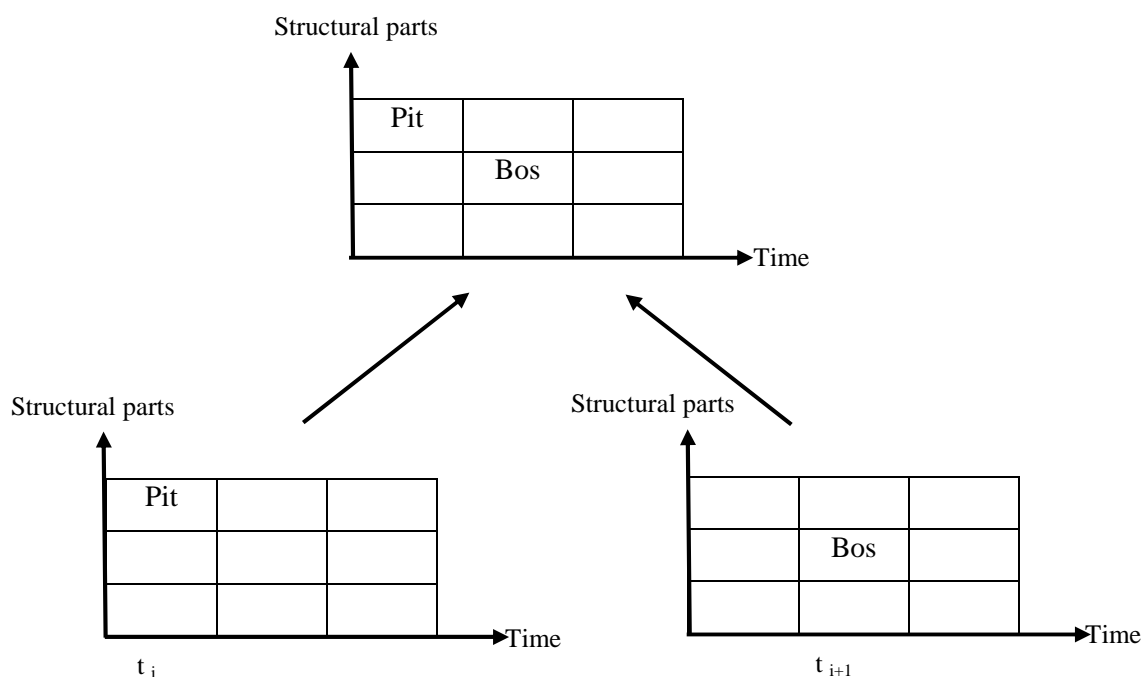 Structural parts
Pit
Bos
Time
Structural parts
Pit
Time
t i
Structural parts
Bos
Time
t i+1